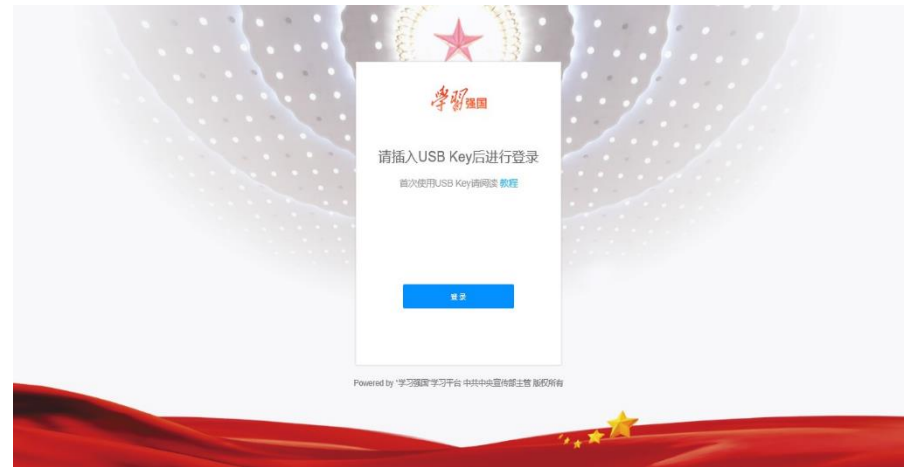 學習强国
请插入USB Key后进行登录
首次使用USB Key请阅读 教程
登 录
Powered by “学习强国”学习平台 中共中央宣传部主管 版权所有